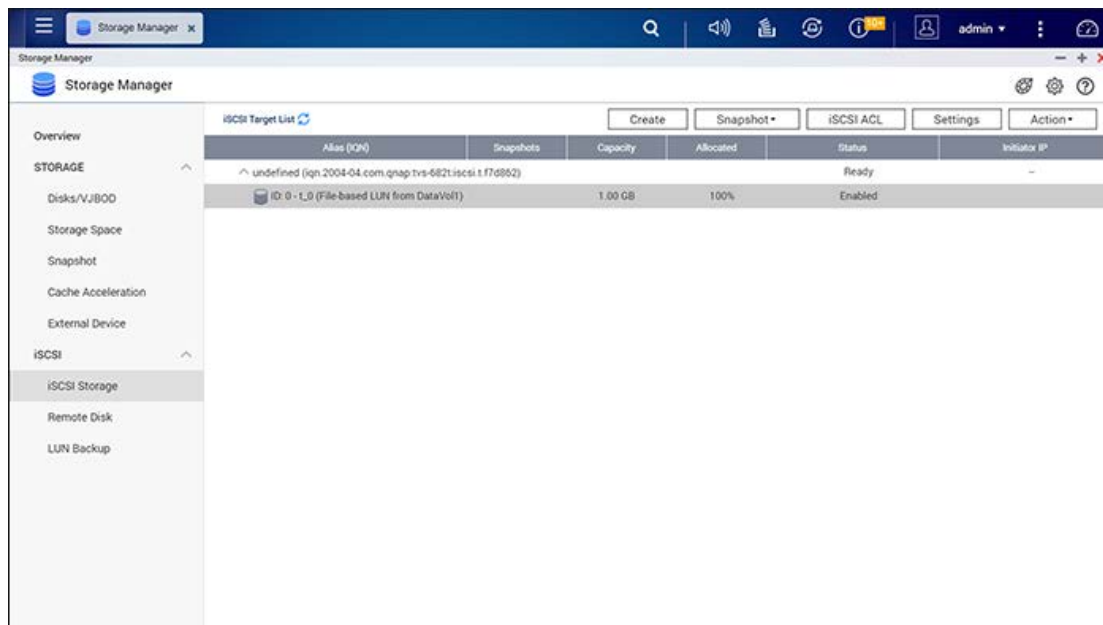 Storage Manager x
10+
admin
Storage Manager
Storage Manager
iSCSI Target List
Create
Snapshot
iSCSI ACL
Settings
Action
Overview
Alias (IQN) Snapshots Capacity Allocated Status Initiator IP
STORAGE
undefined (iqn.2004-04.com.qnap:tvs-682t:iscsi.t.f7d862) Ready --
Disks/VJBOD
ID: 0 - t_0 (File-based LUN from DataVol1) 1.00 GB 100% Enabled
Storage Space
Snapshot
Cache Acceleration
External Device
iSCSI
iSCSI Storage
Remote Disk
LUN Backup